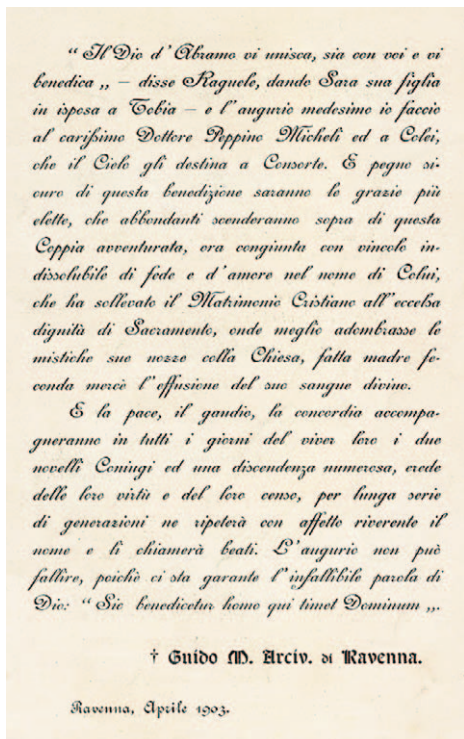 “ Il Dio d’Abramo vi unisca, sia con voi e vi
benedica „ — disse Raguele, dando Sara sua figlia
in isposa a Tobia — e l’augurio medesimo io faccio
al carissimo Dottore Peppino Micheli ed a Colei,
che il Cielo gli destina a Consorte. E pegno si-
curo di questa benedizione saranno le grazie più
elette, che abbondanti scenderanno sopra di questa
Coppia avventurata, ora congiunta con vincolo in-
dissolubile di fede e d’amore nel nome di Colui,
che ha sollevato il Matrimonio Cristiano all’eccelsa
dignità di Sacramento, onde meglio adombrasse le
mistiche sue nozze colla Chiesa, fatta madre fe-
conda mercè l’effusione del suo sangue divino.
E la pace, il gaudio, la concordia accompa-
gneranno in tutti i giorni del viver loro i due
novelli Coniugi ed una discendenza numerosa, erede
delle loro virtù e del loro censo, per lunga serie
di generazioni ne ripeterà con affetto riverente il
nome e li chiamerà beati. L’augurio non può
fallire, poichè ci sta garante l’infallibile parola di
Dio: “ Sic benedicetur homo qui timet Dominum „.
† Guido M. Arciv. di Ravenna.
Ravenna, Aprile 1903.